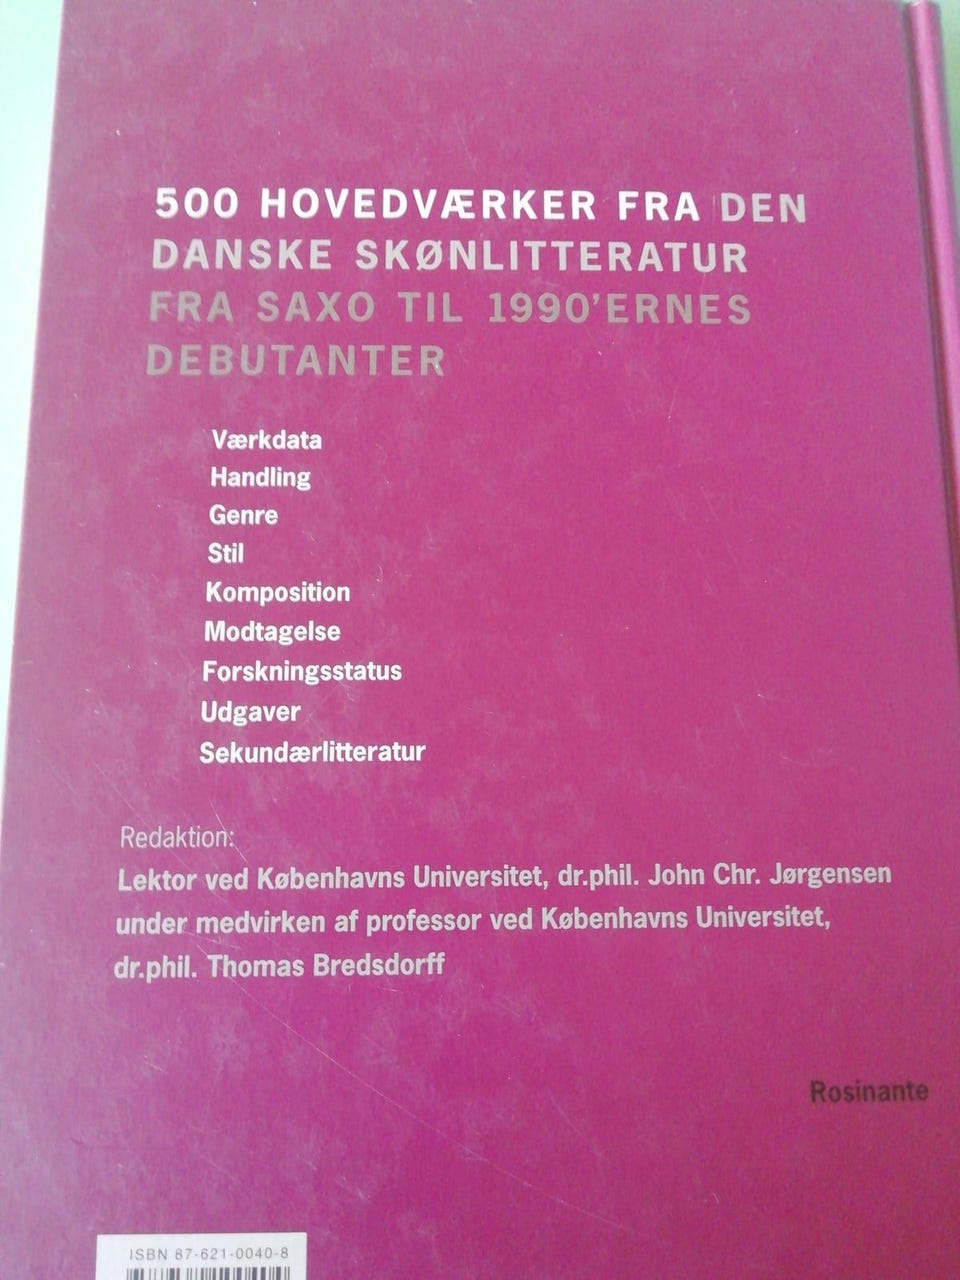 500 HOVEDVÆRKER FRA DEN
DANSKE SKØNLITTERATUR
FRA SAXO TIL 1990'ERNES
DEBUTANTER
Værkdata
Handling
Genre
Stil
Komposition
Modtagelse
Forskningsstatus
Udgaver
Sekundærlitteratur
Redaktion:
Lektor ved Københavns Universitet, dr.phil. John Chr. Jørgensen
under medvirken af professor ved Københavns Universitet,
dr.phil. Thomas Bredsdorff
Rosinante
ISBN 87-621-0040-8